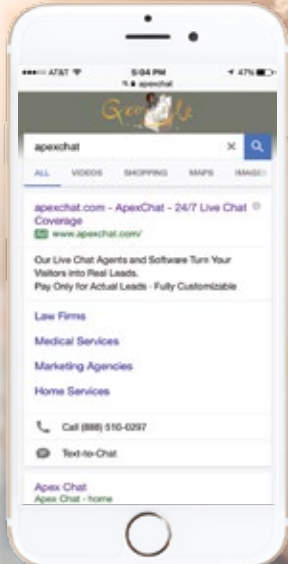 AT&T 5:04 PM 47%
apexchat
Google
apexchat
ALL VIDEOS SHOPPING MAPS IMAGES
apexchat.com - ApexChat - 24/7 Live Chat
Coverage
Ad www.apexchat.com/
Our Live Chat Agents and Software Turn Your
Visitors into Real Leads.
Pay Only for Actual Leads - Fully Customizable
Law Firms
Medical Services
Marketing Agencies
Home Services
Call (888) 510-0297
Text-to-Chat
Apex Chat
Apex Chat - home